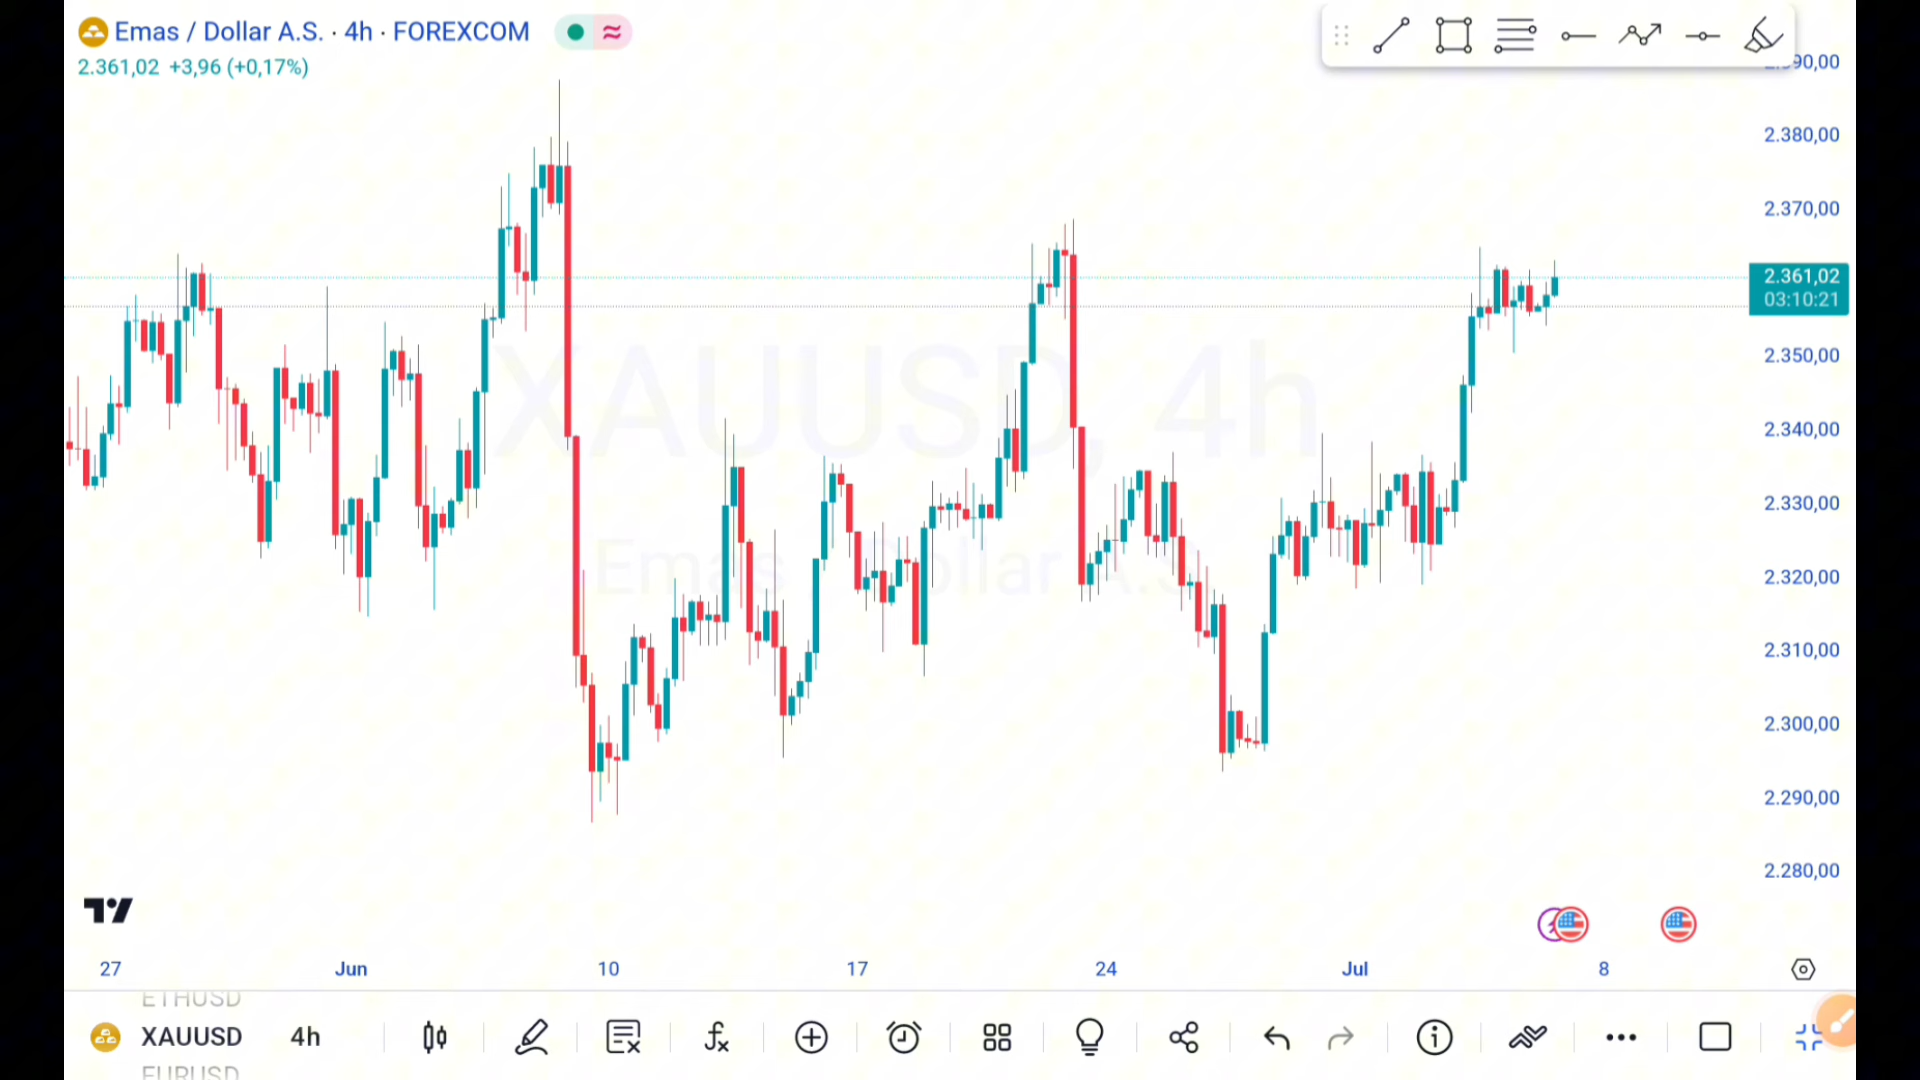 Emas / Dollar A.S. · 4h · FOREXCOM
2.361,02 +3,96 (+0,17%)
90,00
2.380,00
2.370,00
2.361,02
03:10:21
2.350,00
2.340,00
2.330,00
2.320,00
2.310,00
2.300,00
2.290,00
2.280,00
XAUUSD, 4h
Emas / Dollar A.S.
27 Jun 10 17 24 Jul 8
ETHUSD
XAUUSD 4h
EURUSD